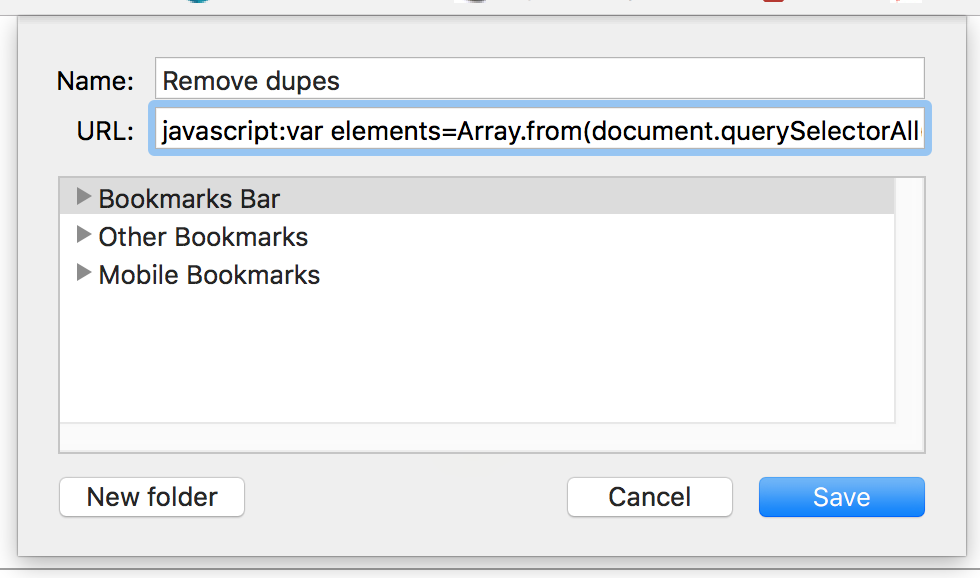 Name: Remove dupes
URL: javascript:var elements=Array.from(document.querySelectorAll
Bookmarks Bar
Other Bookmarks
Mobile Bookmarks
New folder Cancel Save